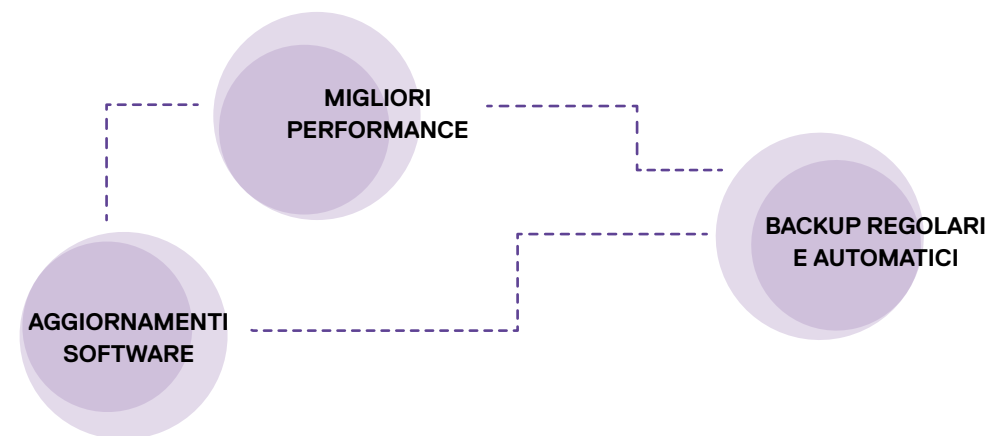 MIGLIORI
PERFORMANCE
BACKUP REGOLARI
E AUTOMATICI
AGGIORNAMENTI
SOFTWARE